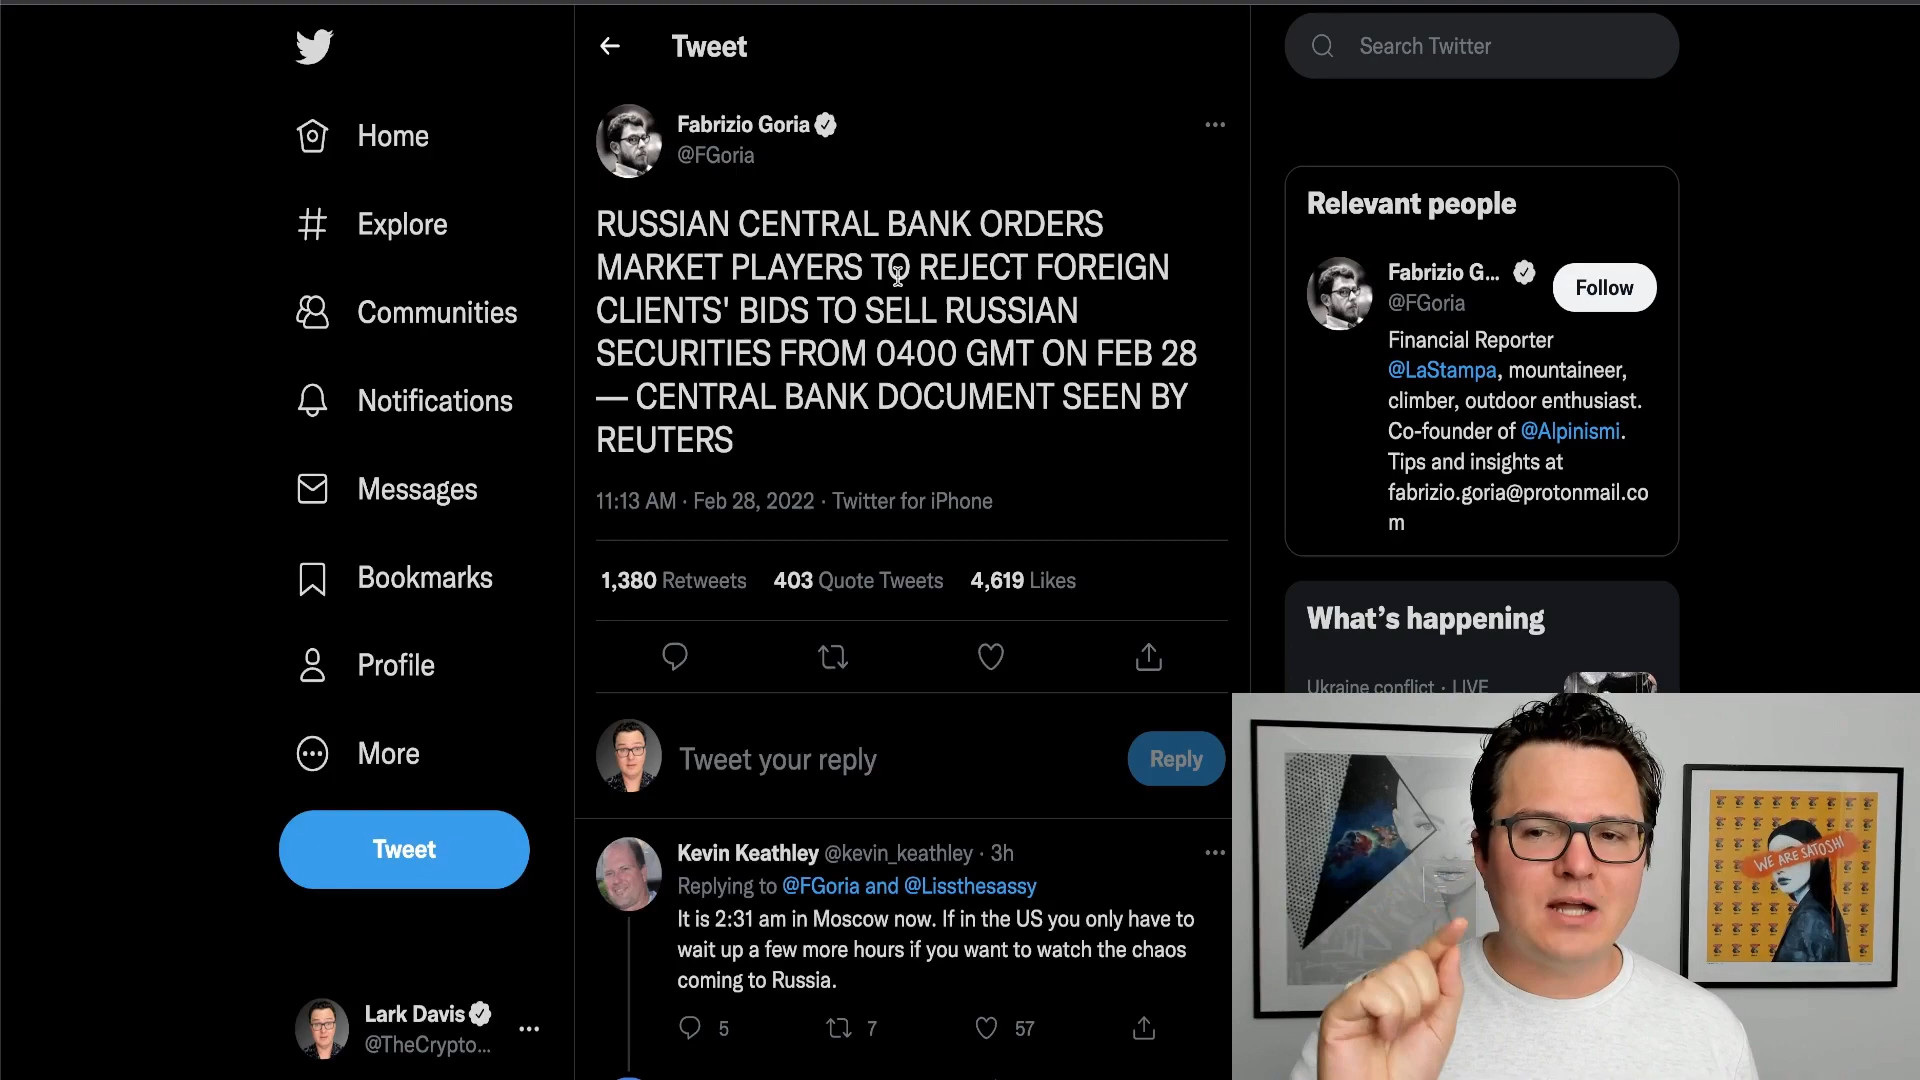 Tweet
Search Twitter
Home
Explore
Communities
Notifications
Messages
Bookmarks
Profile
More
Tweet
Lark Davis
@TheCrypto...
Fabrizio Goria
@FGoria
RUSSIAN CENTRAL BANK ORDERS
MARKET PLAYERS TO REJECT FOREIGN
CLIENTS' BIDS TO SELL RUSSIAN
SECURITIES FROM 0400 GMT ON FEB 28
— CENTRAL BANK DOCUMENT SEEN BY
REUTERS
11:13 AM · Feb 28, 2022 · Twitter for iPhone
1,380 Retweets 403 Quote Tweets 4,619 Likes
Tweet your reply
Reply
Kevin Keathley @kevin_keathley · 3h
Replying to @FGoria and @Lissthesassy
It is 2:31 am in Moscow now. If in the US you only have to
wait up a few more hours if you want to watch the chaos
coming to Russia.
5 7 57
Relevant people
Fabrizio G...
@FGoria
Follow
Financial Reporter
@LaStampa, mountaineer,
climber, outdoor enthusiast.
Co-founder of @Alpinismi.
Tips and insights at
fabrizio.goria@protonmail.co
m
What's happening
Ukraine conflict · LIVE
WE ARE SATOSHI